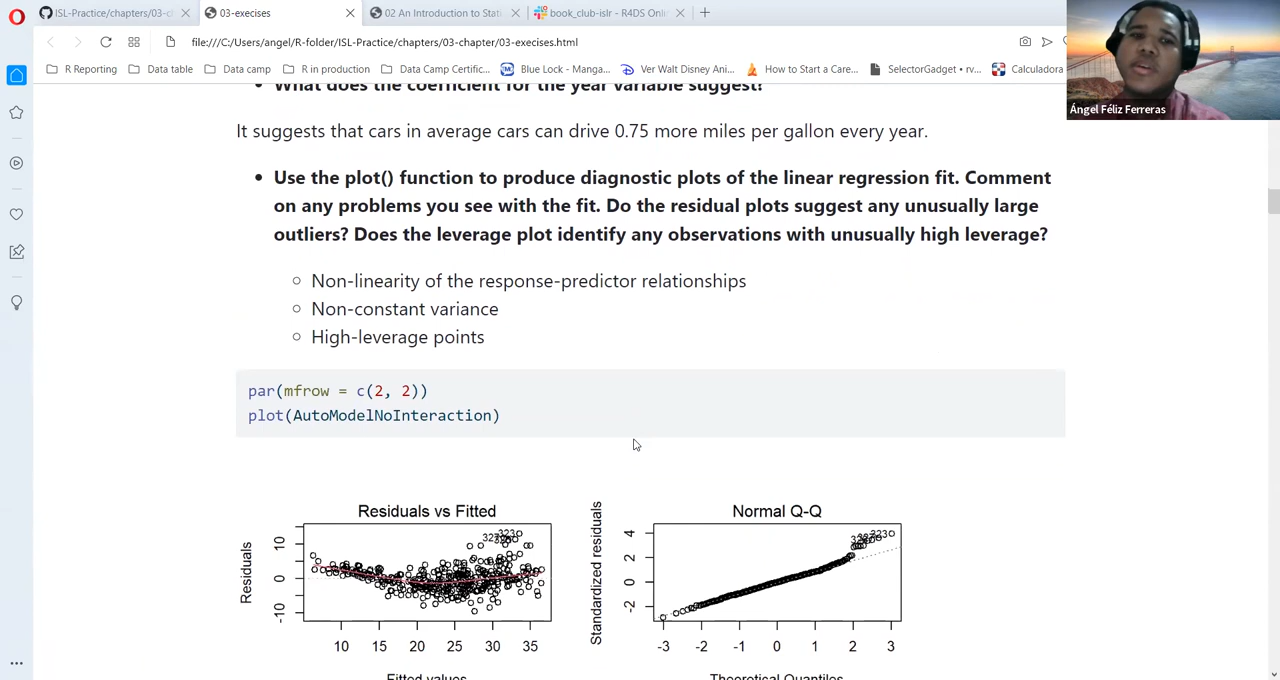 ISL-Practice/chapters/03-c
03-execises
02 An Introduction to Stat
book_club-islr - R4DS Onl
file:///C:/Users/angel/R-folder/ISL-Practice/chapters/03-chapter/03-execises.html
R Reporting
Data table
Data camp
R in production
Data Camp Certific...
Blue Lock - Manga...
Ver Walt Disney Ani...
How to Start a Care...
SelectorGadget • rv...
Calculadora
Ángel Féliz Ferreras
• What does the coefficient for the year variable suggest?
It suggests that cars in average cars can drive 0.75 more miles per gallon every year.
• Use the plot() function to produce diagnostic plots of the linear regression fit. Comment
on any problems you see with the fit. Do the residual plots suggest any unusually large
outliers? Does the leverage plot identify any observations with unusually high leverage?
○ Non-linearity of the response-predictor relationships
○ Non-constant variance
○ High-leverage points
par(mfrow = c(2, 2))
plot(AutoModelNoInteraction)
Residuals vs Fitted
Residuals
10
0
-10
323
10 15 20 25 30 35
Fitted values
Normal Q-Q
Standardized residuals
4
2
0
-2
323
-3 -2 -1 0 1 2 3
Theoretical Quantiles